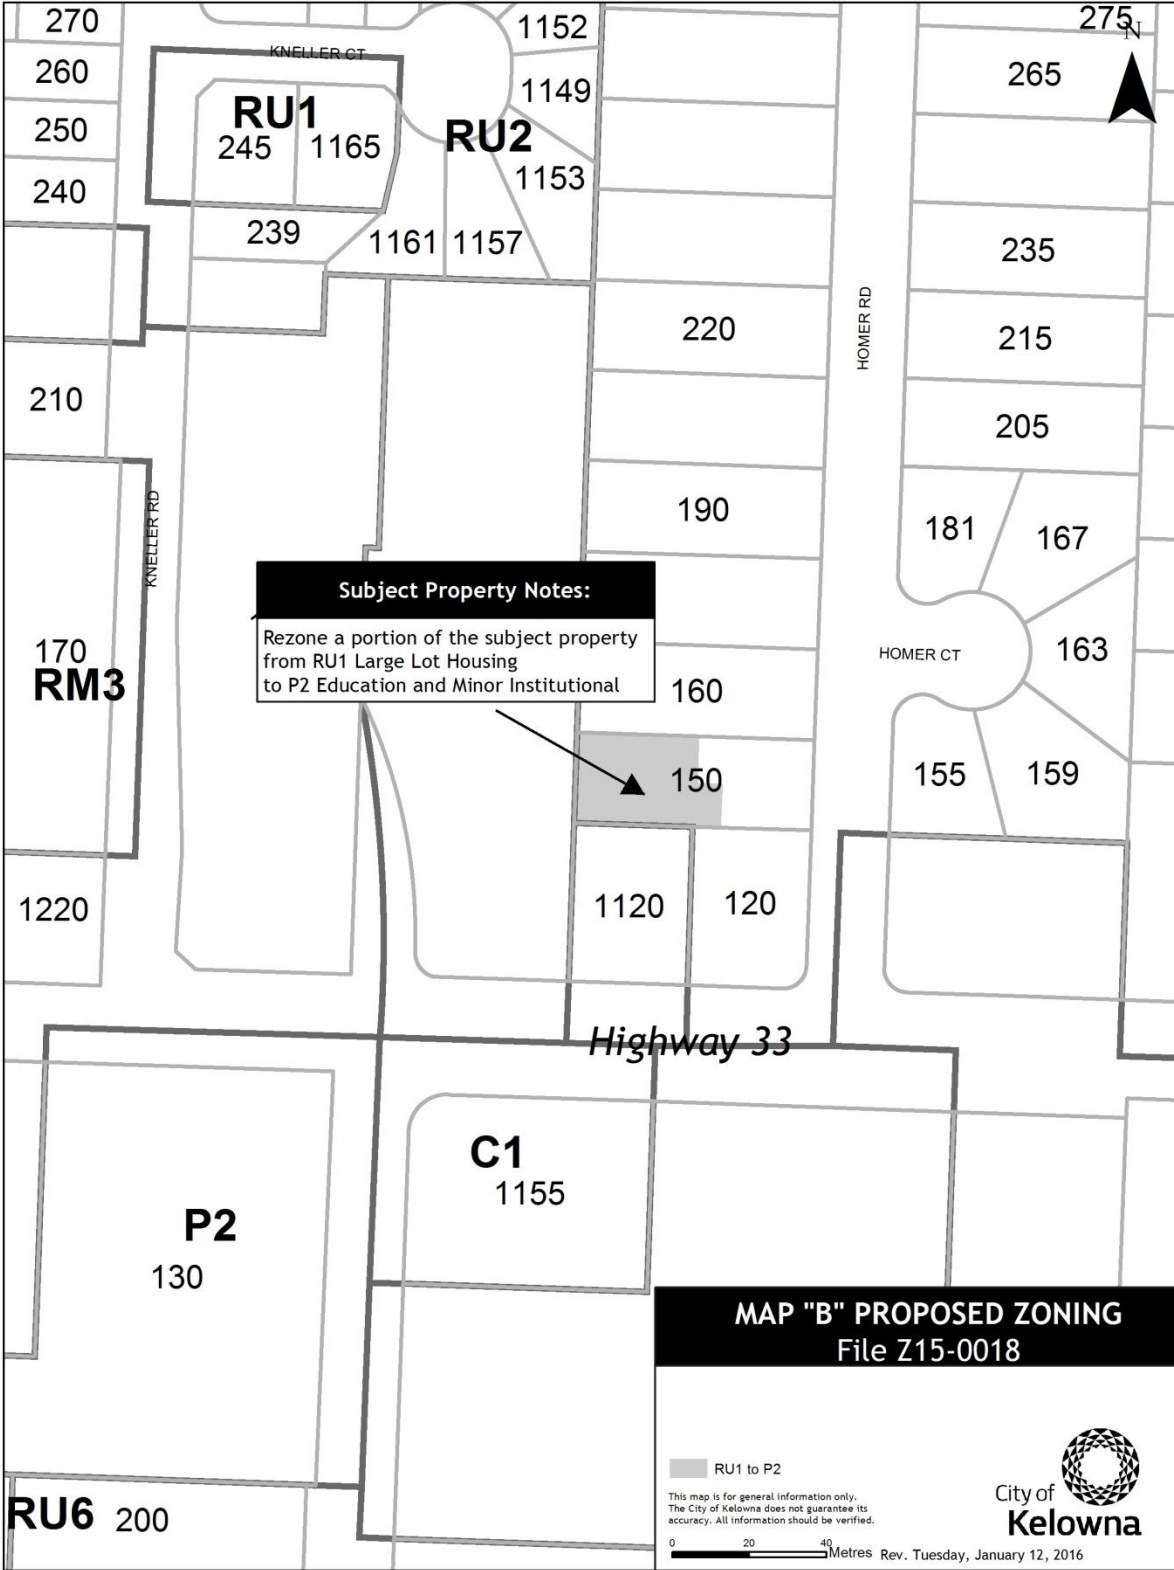 270
1152
275
N
KNELLER CT
260
1149
265
RU1
RU2
250
245
1165
1153
240
239
1161
1157
235
HOMER RD
220
215
210
205
190
181
167
KNELLER RD
Subject Property Notes:
Rezone a portion of the subject property
from RU1 Large Lot Housing
to P2 Education and Minor Institutional
170
RM3
HOMER CT
163
160
150
155
159
1220
1120
120
Highway 33
C1
1155
P2
130
MAP "B" PROPOSED ZONING
File Z15-0018
RU1 to P2
This map is for general information only.
The City of Kelowna does not guarantee its
accuracy. All information should be verified.
City of
Kelowna
RU6
200
0 20 40 Metres
Rev. Tuesday, January 12, 2016